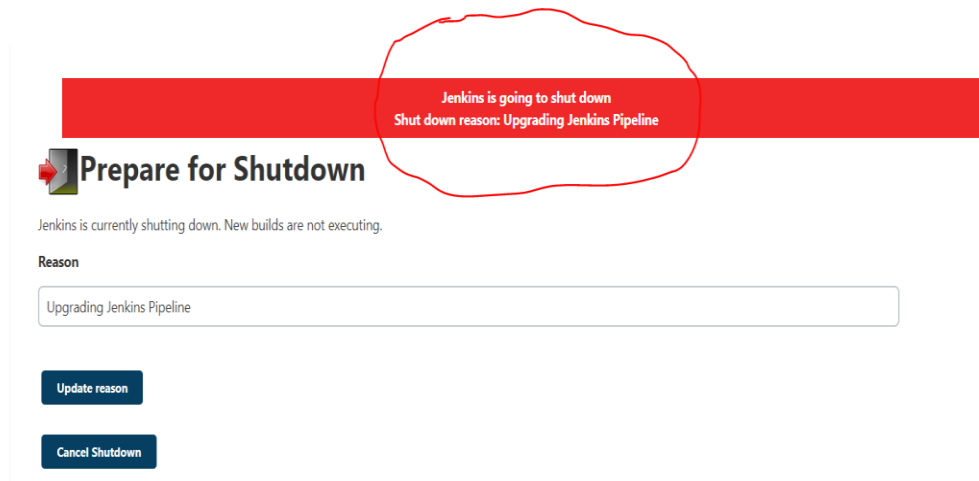 Jenkins is going to shut down
Shut down reason: Upgrading Jenkins Pipeline
Prepare for Shutdown
Jenkins is currently shutting down. New builds are not executing.
Reason
Upgrading Jenkins Pipeline
Update reason
Cancel Shutdown